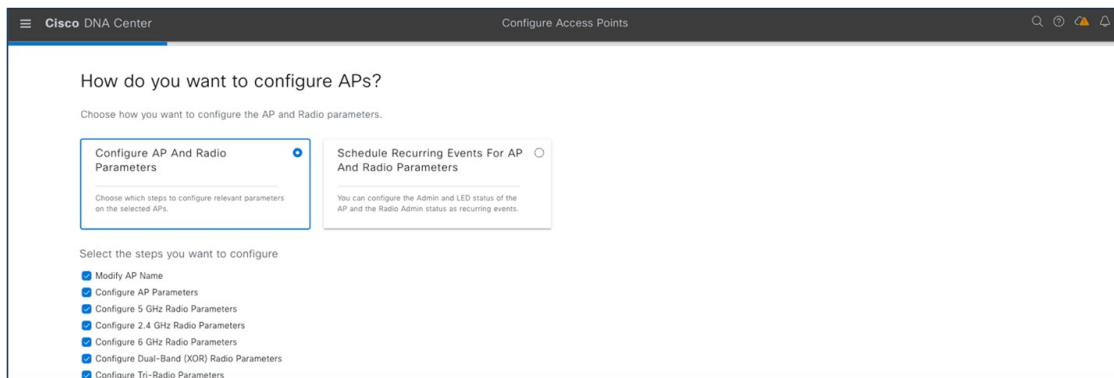 Cisco DNA Center
Configure Access Points
How do you want to configure APs?
Choose how you want to configure the AP and Radio parameters.
Configure AP And Radio
Parameters
Choose which steps to configure relevant parameters
on the selected APs.
Schedule Recurring Events For AP
And Radio Parameters
You can configure the Admin and LED status of the
AP and the Radio Admin status as recurring events.
Select the steps you want to configure
Modify AP Name
Configure AP Parameters
Configure 5 GHz Radio Parameters
Configure 2.4 GHz Radio Parameters
Configure 6 GHz Radio Parameters
Configure Dual-Band (XOR) Radio Parameters
Configure Tri-Radio Parameters